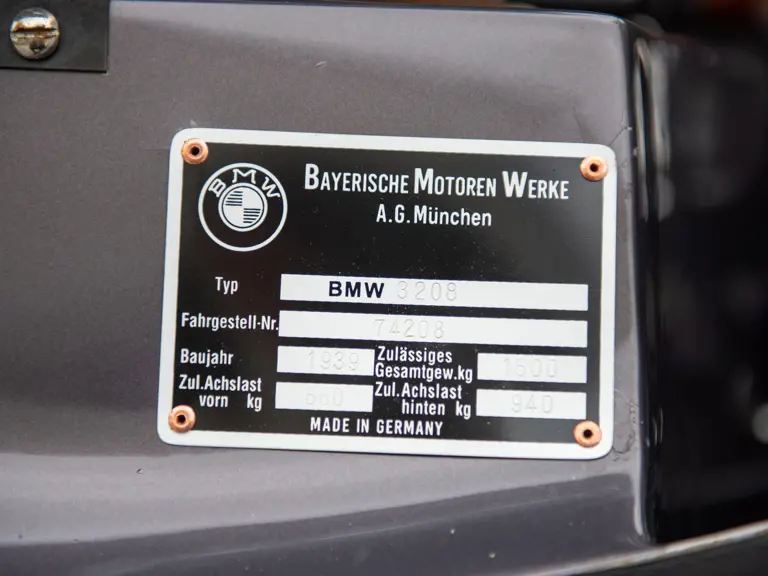 BMW
BAYERISCHE MOTOREN WERKE
A.G. München
Typ BMW 3208
Fahrgestell-Nr. 74208
Baujahr 1939 Zulässiges Gesamtgew.kg 1600
Zul.Achslast vorn kg 660 Zul.Achslast hinten kg 940
MADE IN GERMANY